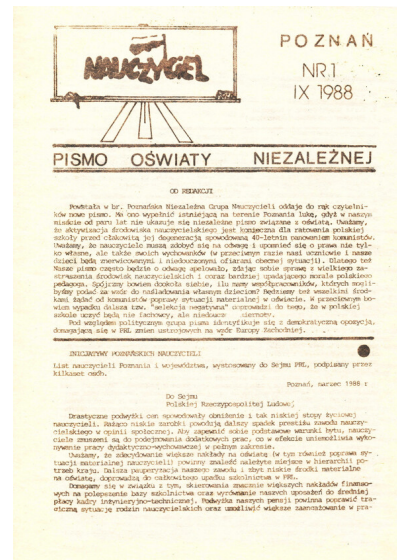 NAUCZYCIEL
POZNAŃ
NR.1
IX 1988
PISMO OŚWIATY NIEZALEŻNEJ
OD REDAKCJI
Powstała w br. Poznańska Niezależna Grupa Nauczycieli oddaje do rąk czytelni-
ków nowe pismo. Ma ono wypełnić istniejącą na terenie Poznania lukę, gdyż w naszym
mieście od paru lat nie ukazuje się niezależne pismo związane z oświatą. Uważamy,
że aktywizacja środowiska nauczycielskiego jest konieczna dla ratowania polskiej
szkoły przed całkowitą jej degeneracją spowodowaną 40-letnim panowaniem komunistów.
Uważamy, że nauczyciele muszą zdobyć się na odwagę i upomnieć się o prawa nie tyl-
ko własne, ale także swoich wychowanków (w przeciwnym razie nasi uczniowie i nasze
dzieci będą znerwicowanymi i niedouczonymi ofiarami obecnej sytuacji). Dlatego też
Nasze pismo często będzie o odwagę apelowało, zdając sobie sprawę z wielkiego za-
straszenia środowisk nauczycielskich i coraz bardziej upadającego morale polskiego
pedagoga. Spójrzmy bowiem dookoła siebie, ilu mamy współpracowników, których mogli-
byśmy podać za wzór do naśladowania własnym dzieciom? Będziemy też wszelkimi środ-
kami żądać od komunistów poprawy sytuacji materialnej w oświacie. W przeciwnym bo-
wiem wypadku dalsza tzw. "selekcja negatywna" doprowadzi do tego, że w polskiej
szkole uczyć będą nie fachowcy, ale nieduczone
Pod względem politycznym grupa pisma identyfikuje się z demokratyczną opozycją,
domagającą się w PRL zmian ustrojowych na wzór Europy Zachodniej.....
INICJATYWY POZNAŃSKICH NAUCZYCIELI
List nauczycieli Poznania i województwa, wystosowany do Sejmu PRL, podpisany przez
kilkaset osób.
Poznań, marzec 1988 r
Do Sejmu
Polskiej Rzeczypospolitej Ludowej
Drastyczne podwyżki cen spowodowały obniżenie i tak niskiej stopy życiowej
nauczycieli. Rażąco niskie zarobki powodują dalszy spadek prestiżu zawodu nauczy-
cielskiego w opinii społecznej. Aby zapewnić sobie podstawowe warunki bytu, nauczy-
ciele zmuszeni są do podejmowania dodatkowych prac, co w efekcie uniemożliwia wyko-
nywanie pracy dydaktyczno-wychowawczej w pełnym zakresie.
Uważamy, że zdecydowanie większe nakłady na oświatę (w tym również poprawa sy-
tuacji materialnej nauczycieli) powinny znaleźć należyte miejsce w hierarchii po-
trzeb kraju. Dalsza pauperyzacja naszego zawodu i zbyt niskie środki materialne
na oświatę, doprowadzą do całkowitego upadku szkolnictwa w PRL.
Domagamy się w związku z tym, skierowania znacznie większych nakładów finanso-
wych na polepszenie bazy szkolnictwa oraz wyrównanie naszych uposażeń do średniej
płacy kadry inżynieryjno-technicznej. Podwyżka naszych pensji powinna poprawić tra-
giczną sytuację rodzin nauczycielskich oraz umożliwić większe zaangażowanie w pra-